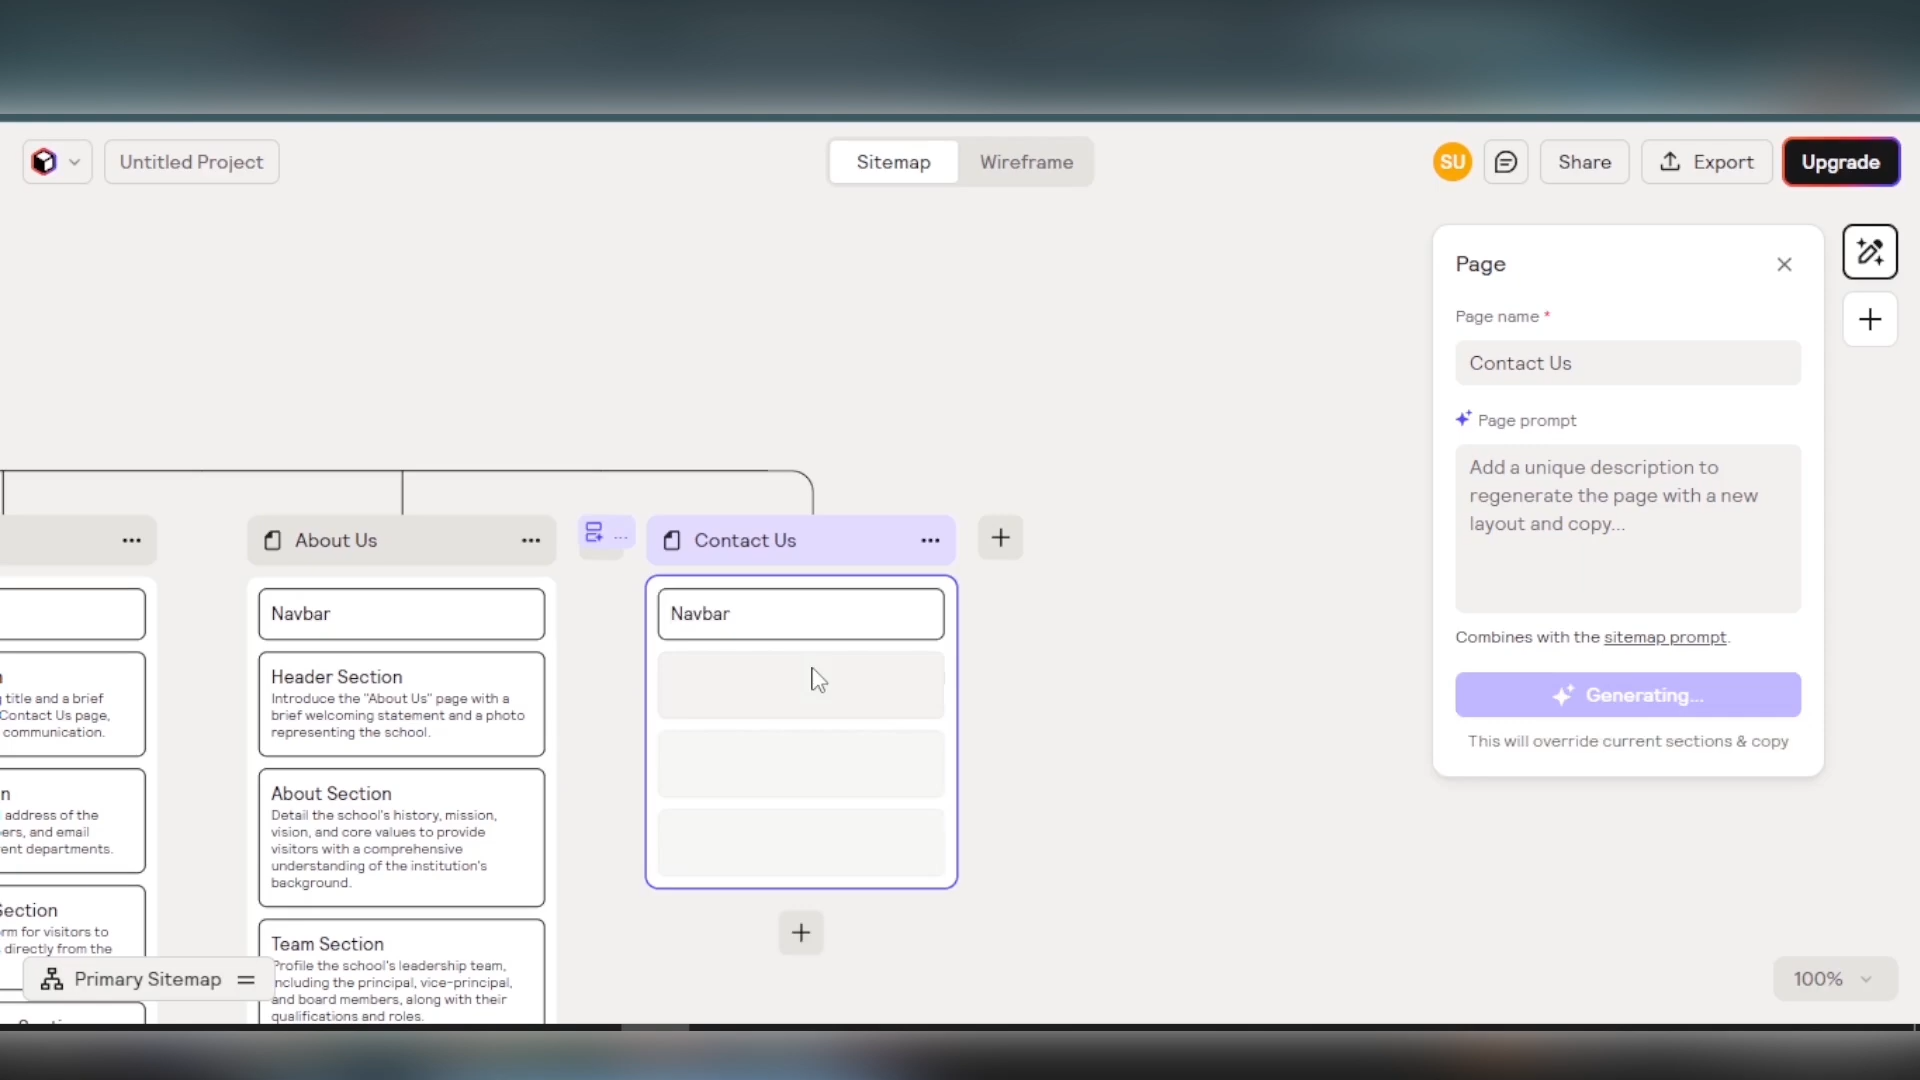 Untitled Project
Sitemap
Wireframe
SU
Share
Export
Upgrade
Page
Page name *
Contact Us
Page prompt
Add a unique description to
regenerate the page with a new
layout and copy...
Combines with the sitemap prompt.
Generating...
This will override current sections & copy
...
About Us
...
...
Contact Us
...
title and a brief
Contact Us page,
communication.
address of the
ers, and email
ent departments.
Section
rm for visitors to
directly from the
Navbar
Header Section
Introduce the "About Us" page with a
brief welcoming statement and a photo
representing the school.
About Section
Detail the school's history, mission,
vision, and core values to provide
visitors with a comprehensive
understanding of the institution's
background.
Team Section
Profile the school's leadership team,
including the principal, vice-principal,
and board members, along with their
qualifications and roles.
Navbar
Primary Sitemap
100%